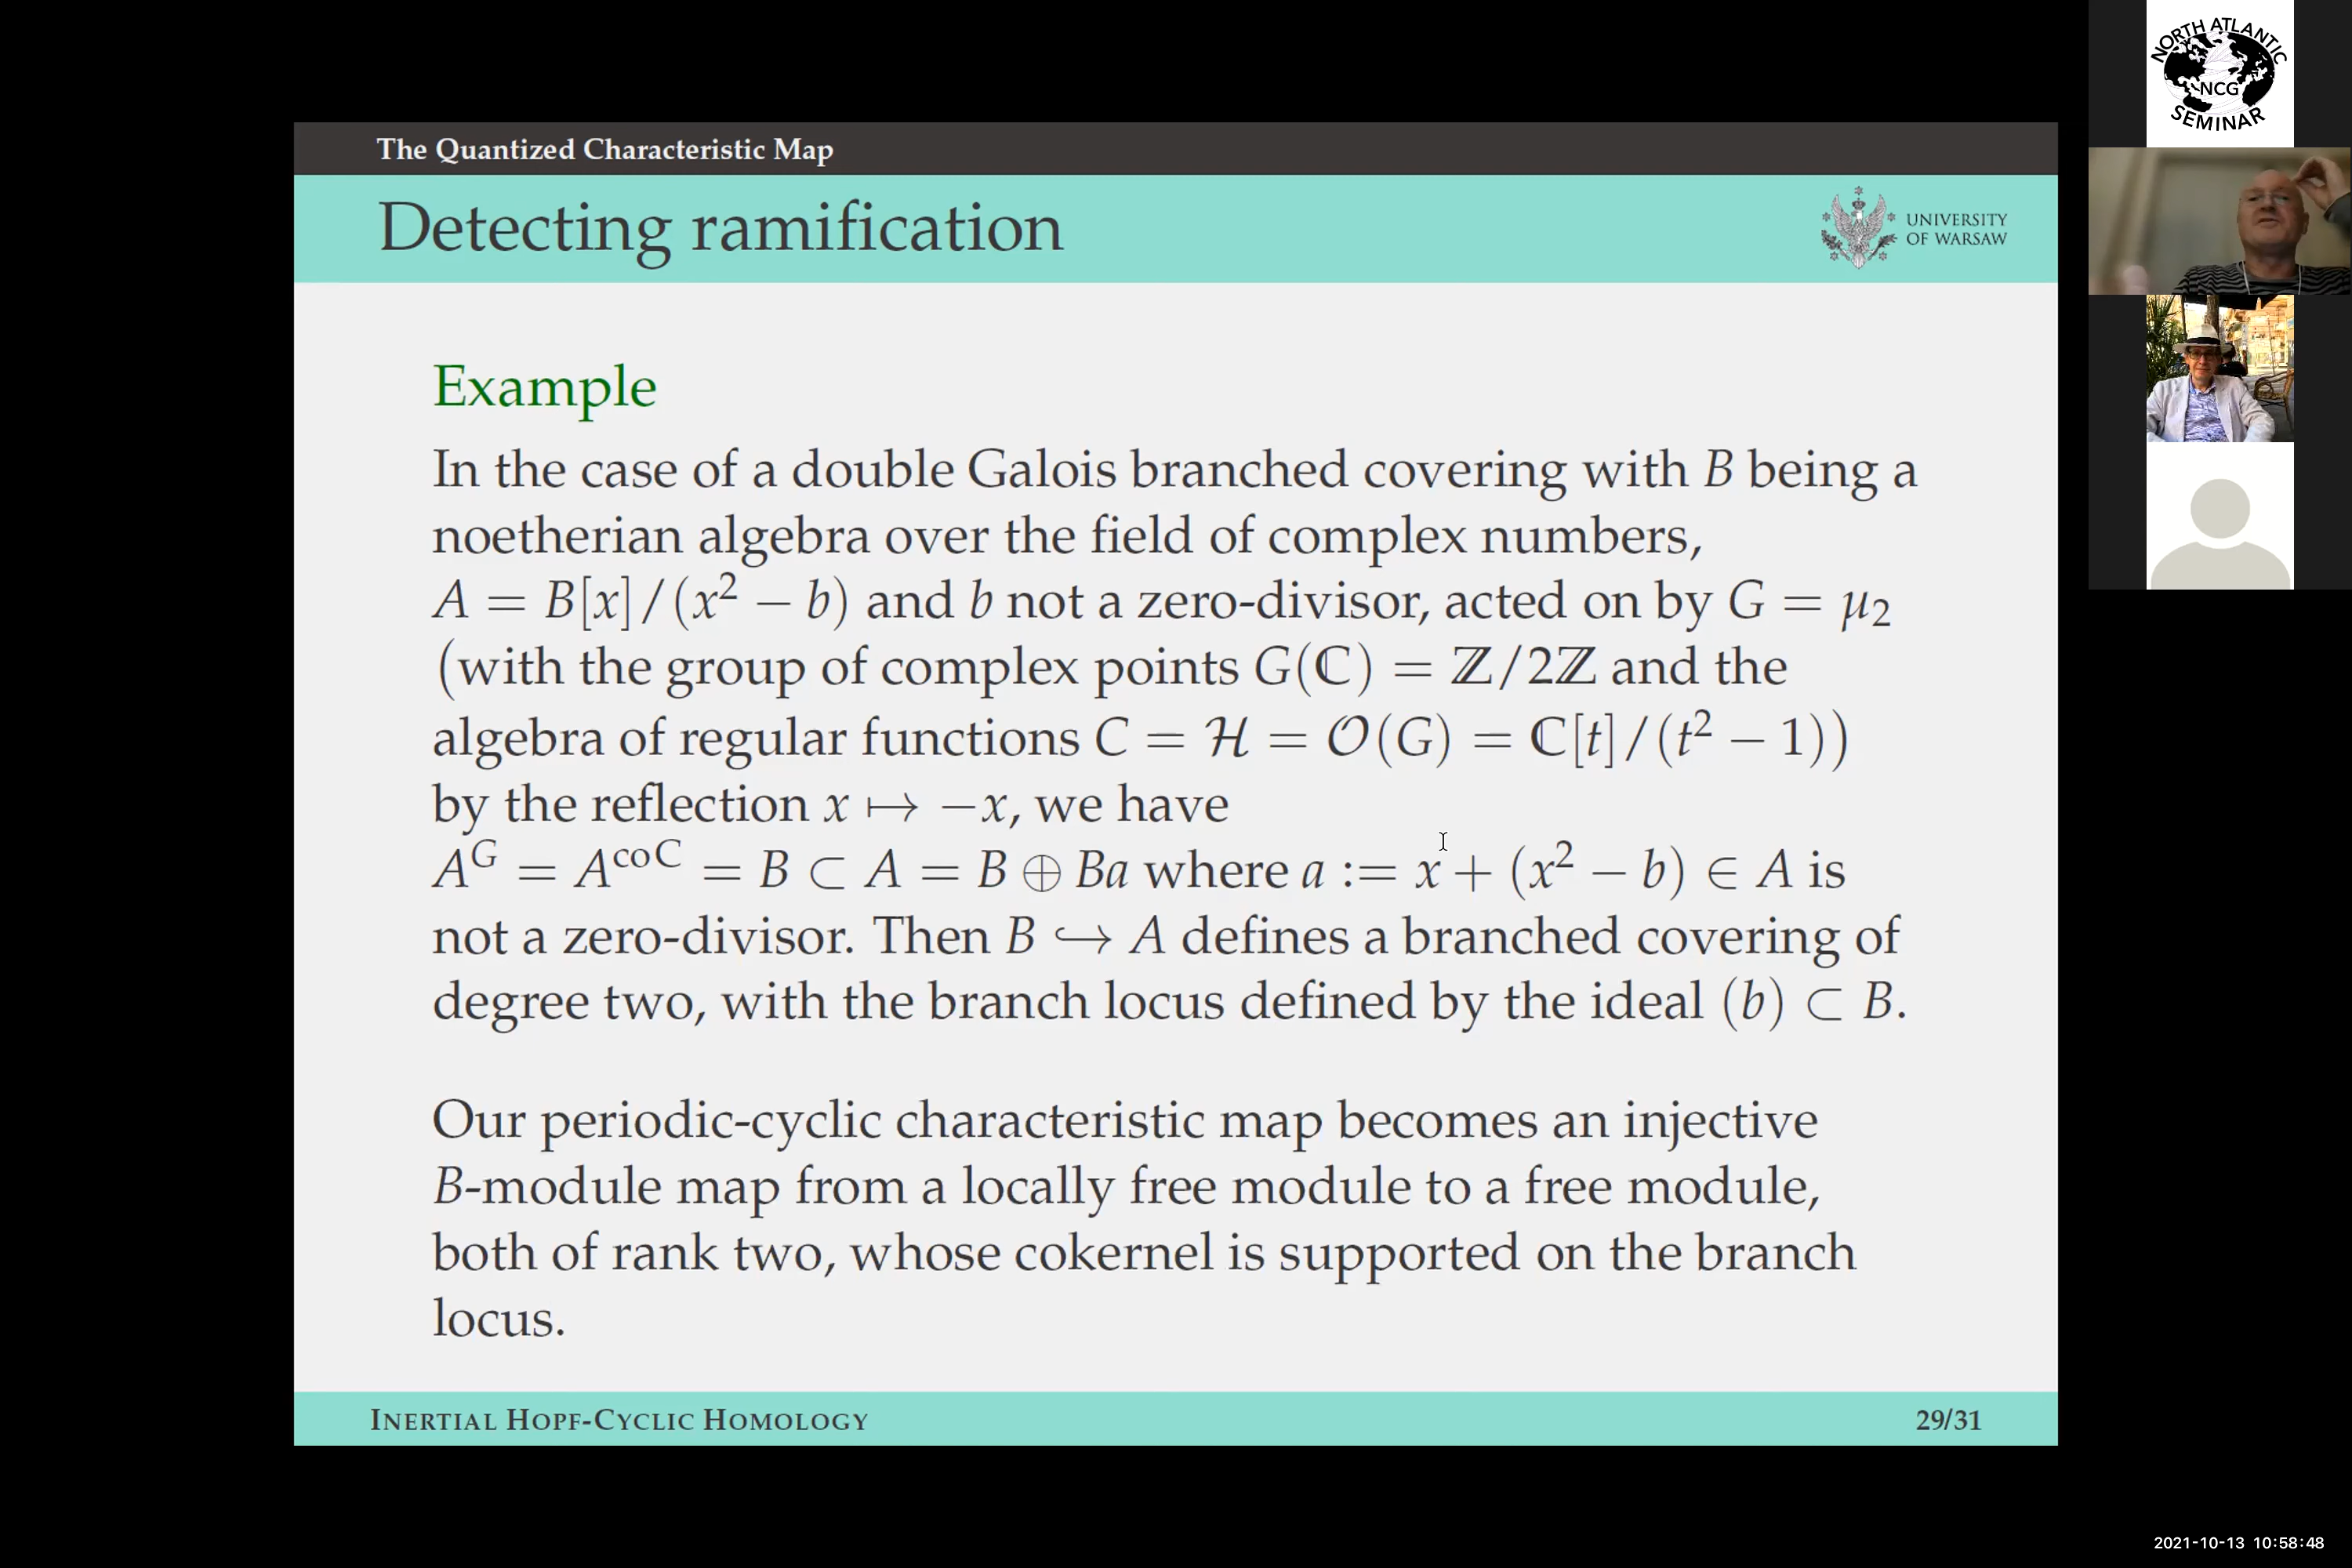 The Quantized Characteristic Map
Detecting ramification
UNIVERSITY
OF WARSAW
Example
In the case of a double Galois branched covering with B being a
noetherian algebra over the field of complex numbers,
A = B[x]/(x² − b) and b not a zero-divisor, acted on by G = μ₂
(with the group of complex points G(ℂ) = ℤ/2ℤ and the
algebra of regular functions C = ℋ = 𝒪(G) = ℂ[t]/(t² − 1))
by the reflection x ↦ −x, we have
Aᴳ = A^{co C} = B ⊂ A = B ⊕ Ba where a := x + (x² − b) ∈ A is
not a zero-divisor. Then B ↪ A defines a branched covering of
degree two, with the branch locus defined by the ideal (b) ⊂ B.
Our periodic-cyclic characteristic map becomes an injective
B-module map from a locally free module to a free module,
both of rank two, whose cokernel is supported on the branch
locus.
INERTIAL HOPF-CYCLIC HOMOLOGY
29/31
NORTH ATLANTIC
NCG
SEMINAR
2021-10-13 10:58:48